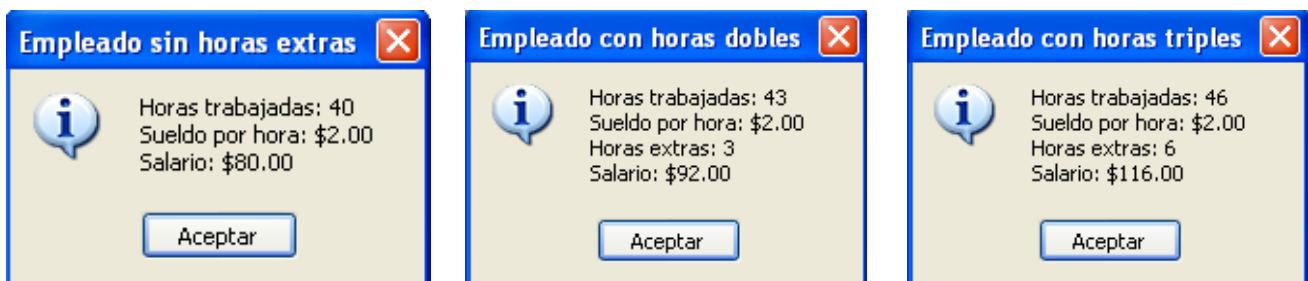 Empleado sin horas extras
Horas trabajadas: 40
Sueldo por hora: $2.00
Salario: $80.00
Aceptar
Empleado con horas dobles
Horas trabajadas: 43
Sueldo por hora: $2.00
Horas extras: 3
Salario: $92.00
Aceptar
Empleado con horas triples
Horas trabajadas: 46
Sueldo por hora: $2.00
Horas extras: 6
Salario: $116.00
Aceptar